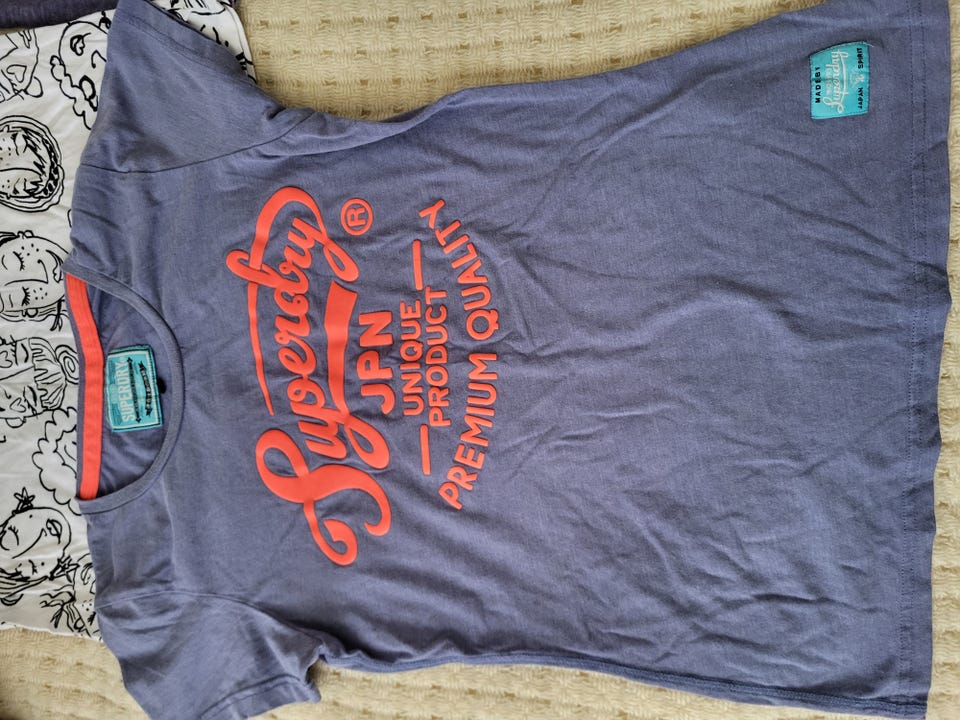 SUPERDRY
Superdry
®
JPN
UNIQUE
PRODUCT
PREMIUM QUALITY
MADE BY
Superdry
JAPAN SPIRIT